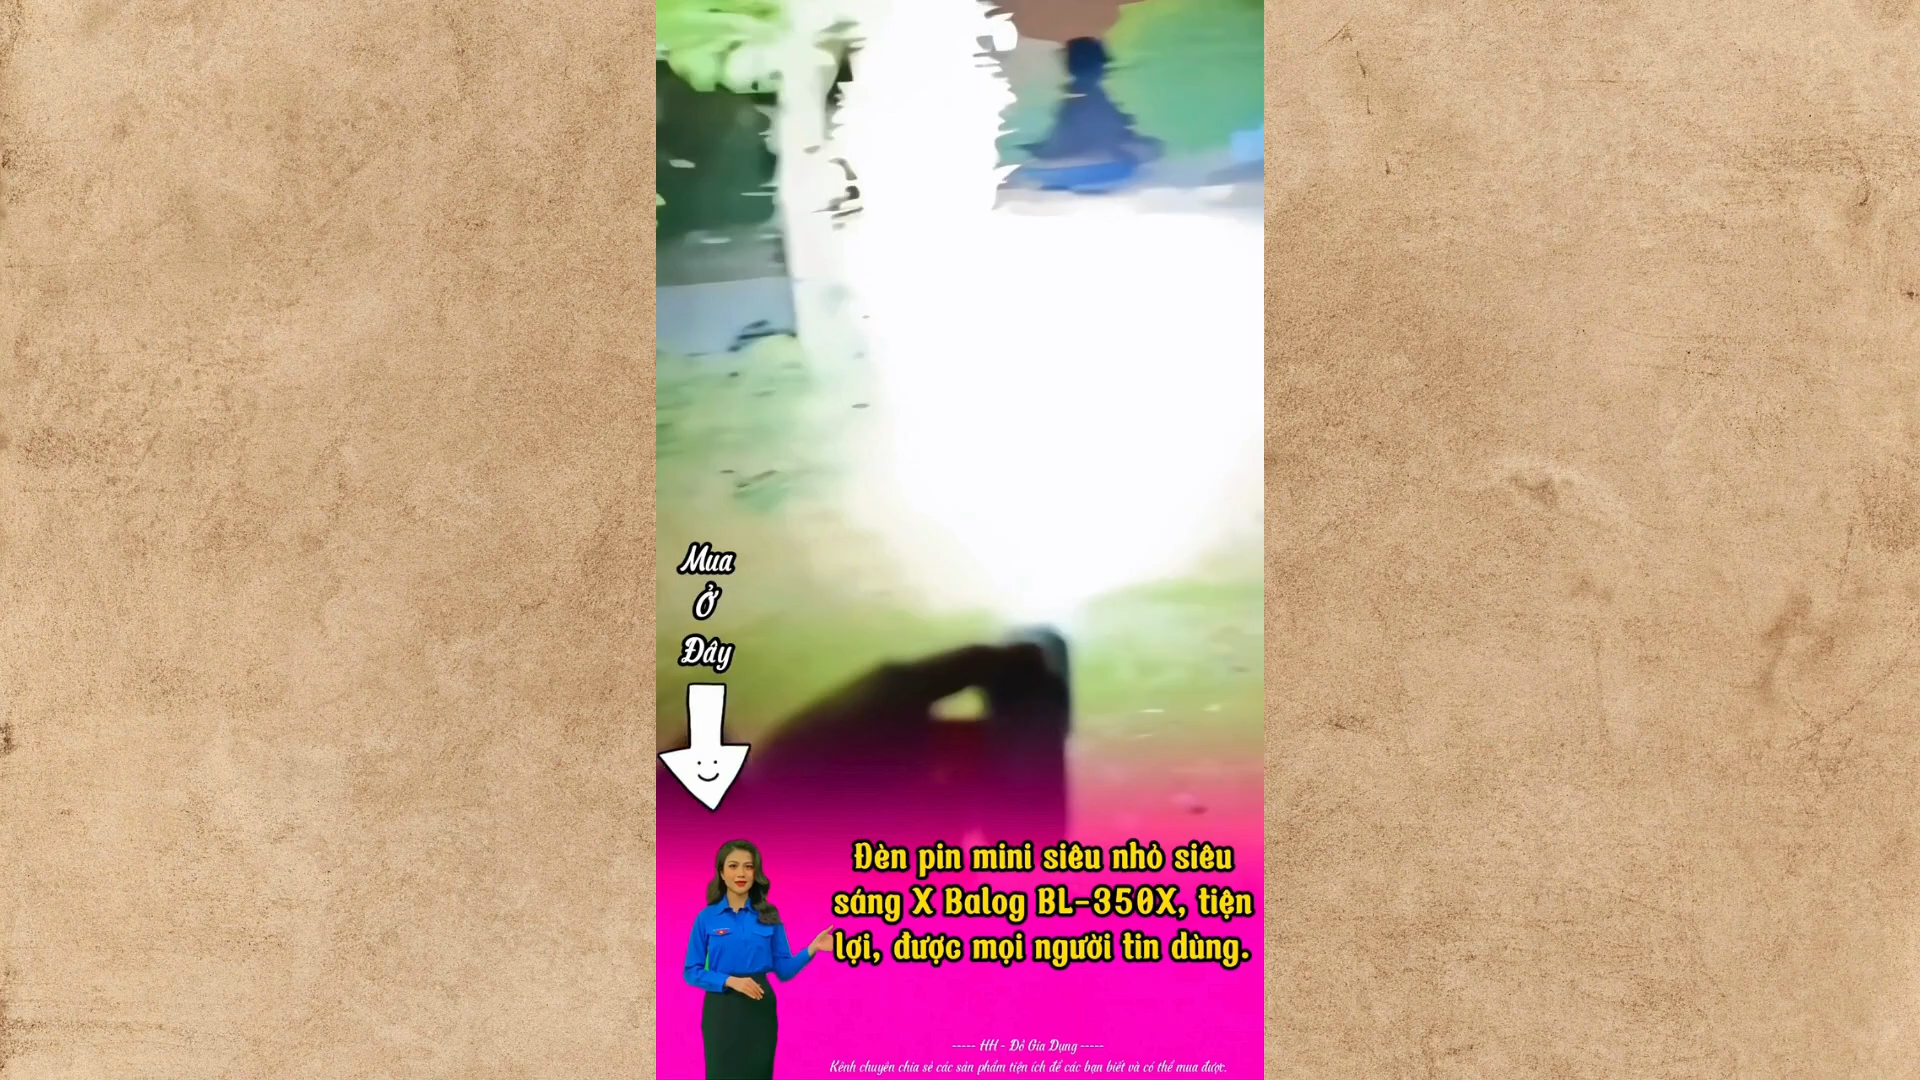 Mua
Ở
Đây
Đèn pin mini siêu nhỏ siêu
sáng X Balog BL-350X, tiện
lợi, được mọi người tin dùng.
----- HH - Đồ Gia Dụng -----
Kênh chuyên chia sẻ các sản phẩm tiện ích để các bạn biết và có thể mua được.